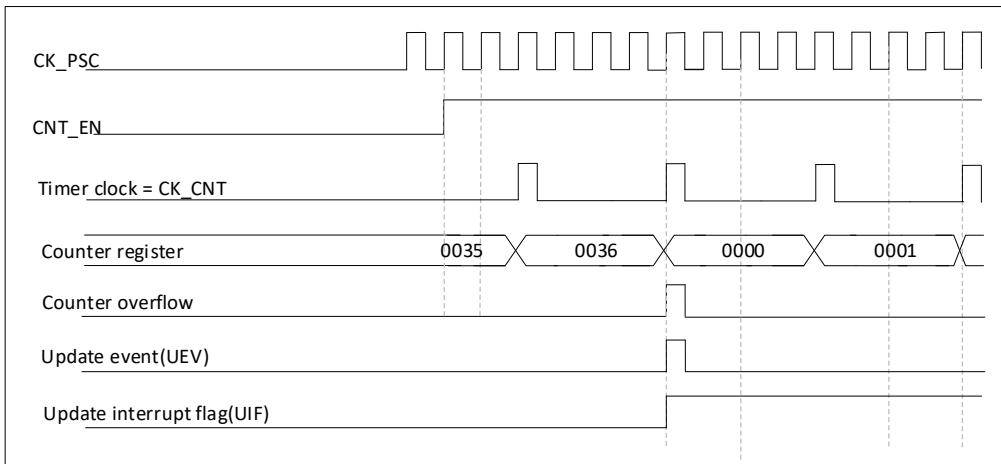 CK_PSC
CNT_EN
Timer clock = CK_CNT
Counter register 0035 0036 0000 0001
Counter overflow
Update event(UEV)
Update interrupt flag(UIF)